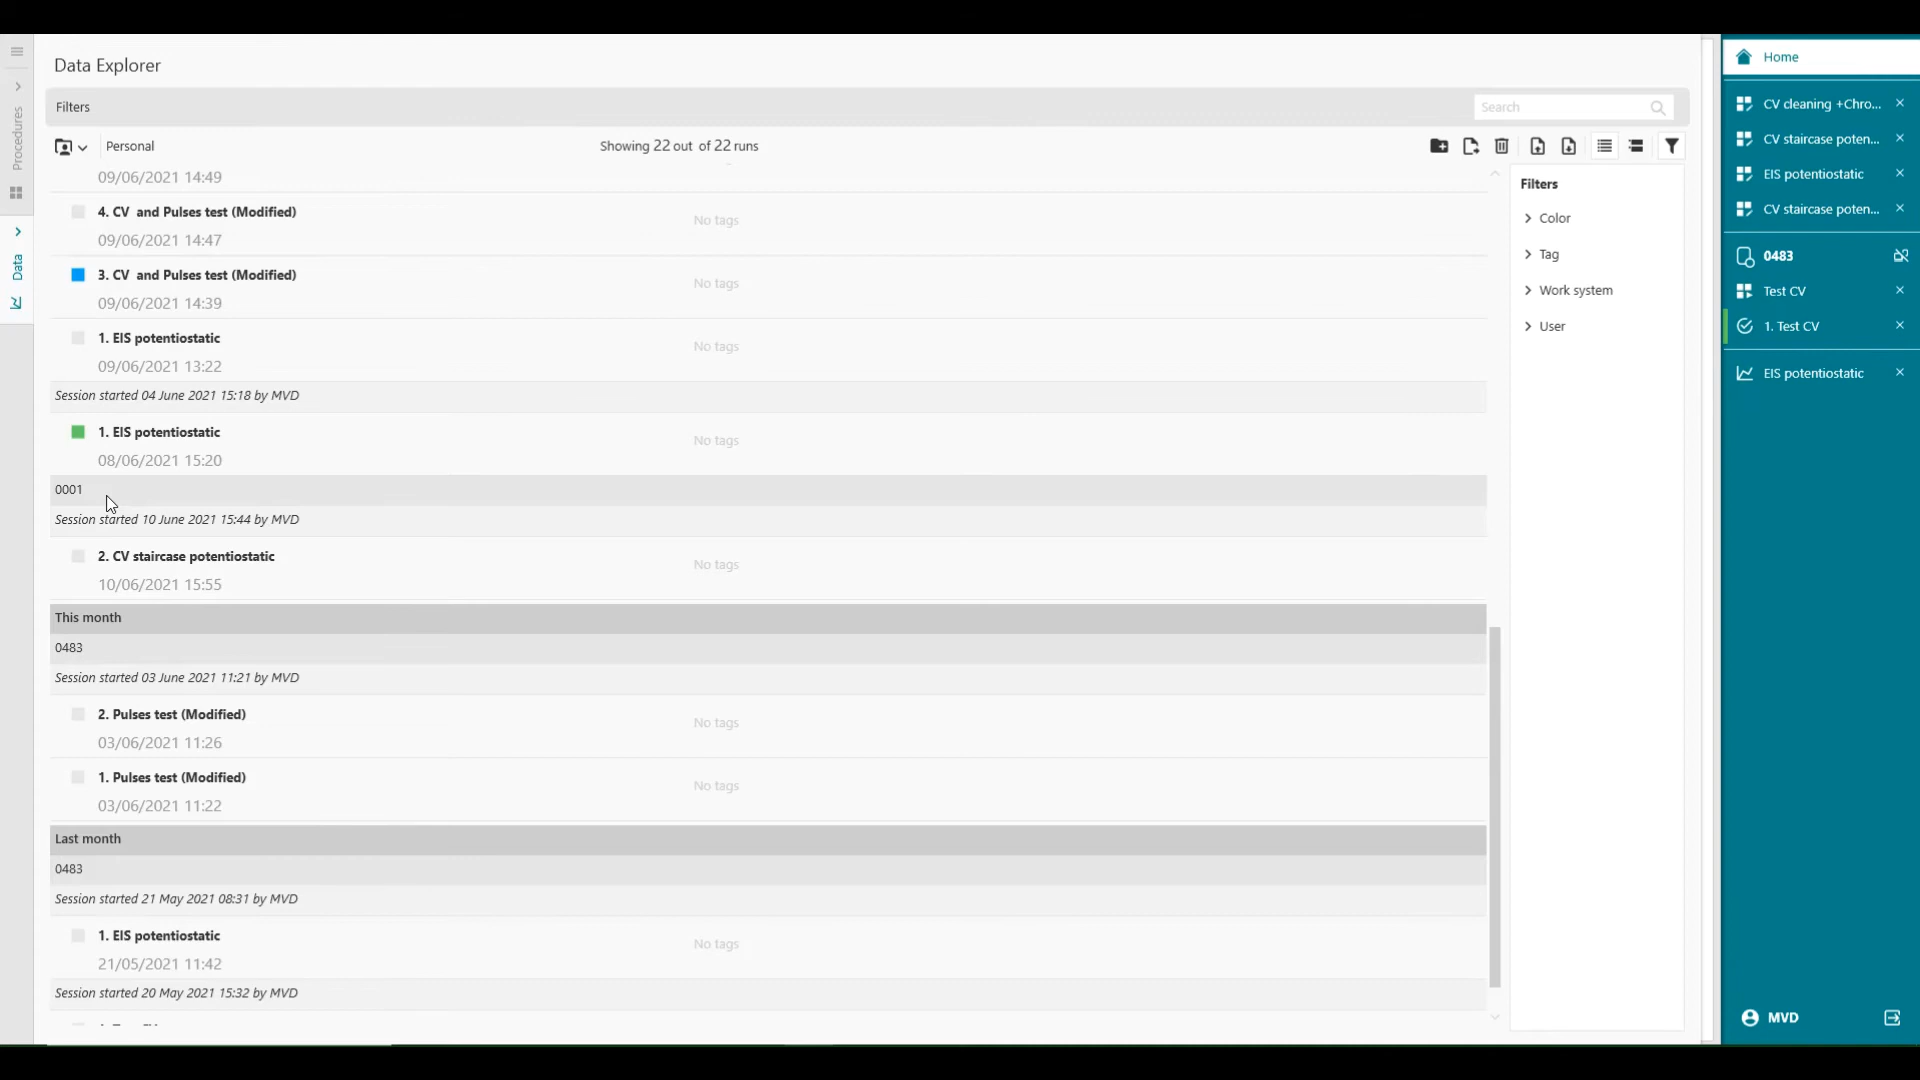 Data Explorer
Filters
Search
Personal
Showing 22 out of 22 runs
09/06/2021 14:49
4. CV and Pulses test (Modified)
No tags
09/06/2021 14:47
3. CV and Pulses test (Modified)
No tags
09/06/2021 14:39
1. EIS potentiostatic
No tags
09/06/2021 13:22
Session started 04 June 2021 15:18 by MVD
1. EIS potentiostatic
No tags
08/06/2021 15:20
0001
Session started 10 June 2021 15:44 by MVD
2. CV staircase potentiostatic
No tags
10/06/2021 15:55
This month
0483
Session started 03 June 2021 11:21 by MVD
2. Pulses test (Modified)
No tags
03/06/2021 11:26
1. Pulses test (Modified)
No tags
03/06/2021 11:22
Last month
0483
Session started 21 May 2021 08:31 by MVD
1. EIS potentiostatic
No tags
21/05/2021 11:42
Session started 20 May 2021 15:32 by MVD
Filters
Color
Tag
Work system
User
Procedures
Data
Home
CV cleaning +Chro...
CV staircase poten...
EIS potentiostatic
CV staircase poten...
0483
Test CV
1. Test CV
EIS potentiostatic
MVD